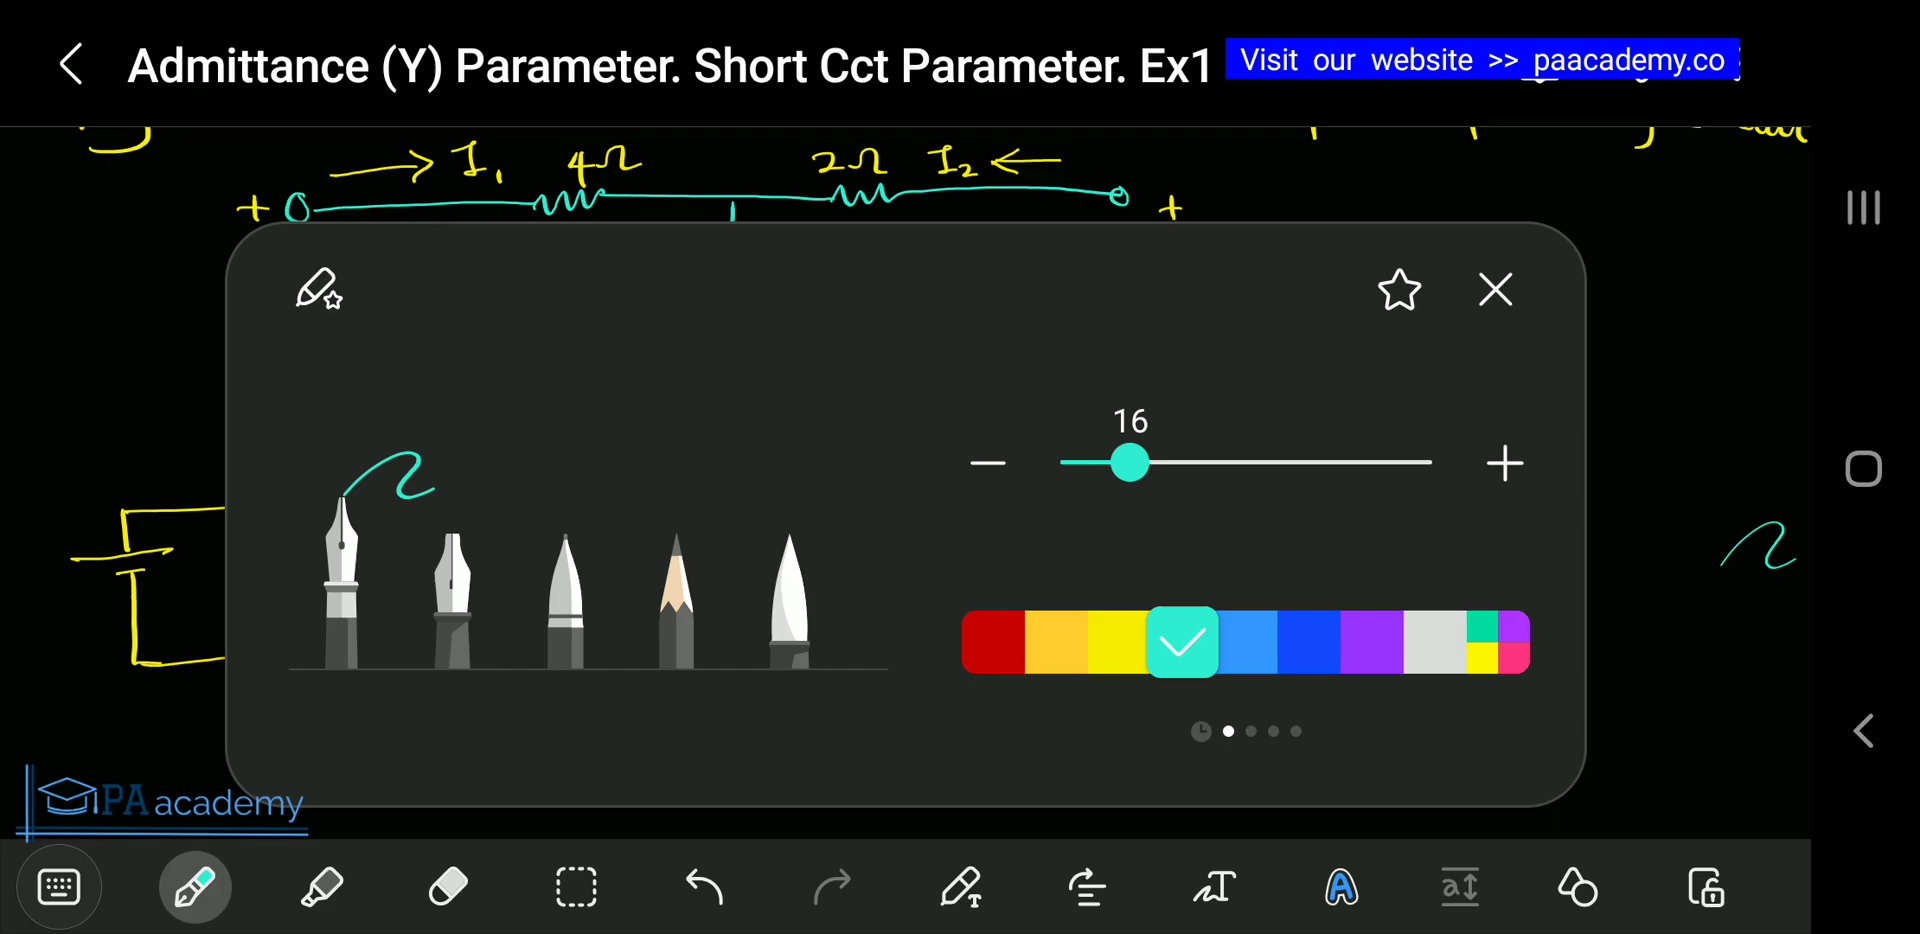 Admittance (Y) Parameter. Short Cct Parameter. Ex1
Visit our website >> paacademy.co
I₁ 4Ω 2Ω I₂
+ +
16
PA academy